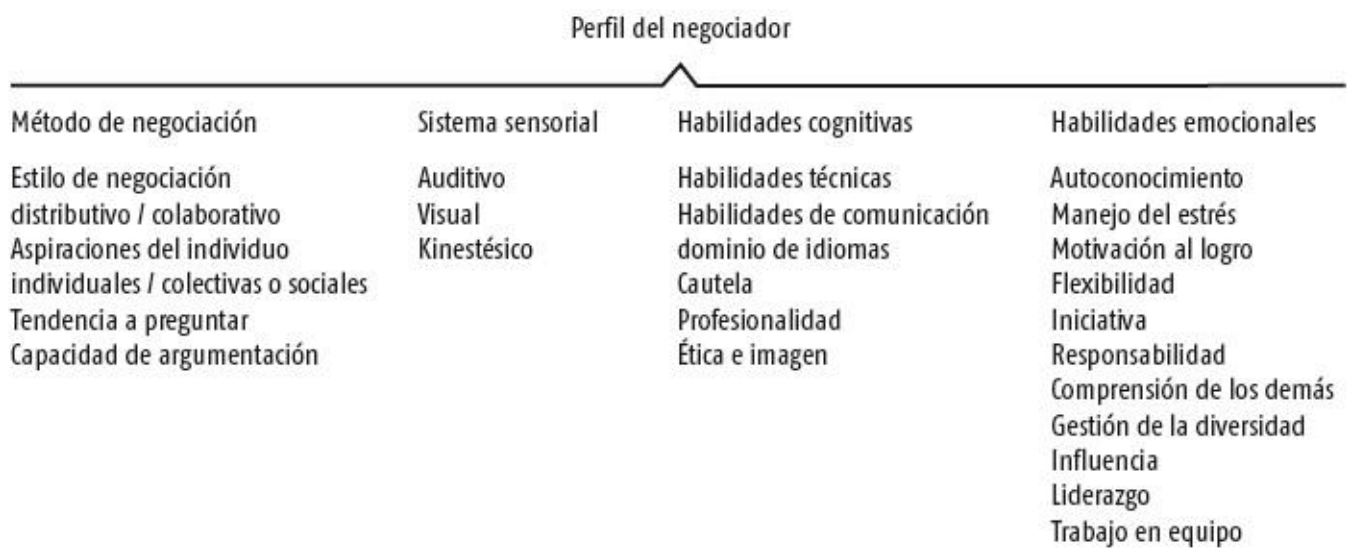 Perfil del negociador
Método de negociación
Estilo de negociación
distributivo / colaborativo
Aspiraciones del individuo
individuales / colectivas o sociales
Tendencia a preguntar
Capacidad de argumentación
Sistema sensorial
Auditivo
Visual
Kinestésico
Habilidades cognitivas
Habilidades técnicas
Habilidades de comunicación
dominio de idiomas
Cautela
Profesionalidad
Ética e imagen
Habilidades emocionales
Autoconocimiento
Manejo del estrés
Motivación al logro
Flexibilidad
Iniciativa
Responsabilidad
Comprensión de los demás
Gestión de la diversidad
Influencia
Liderazgo
Trabajo en equipo